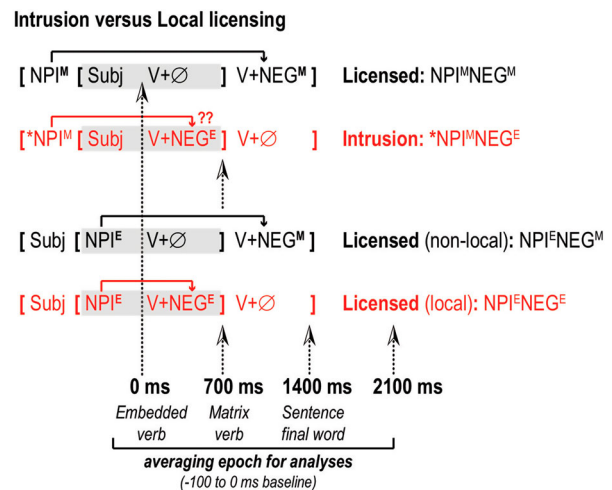 Intrusion versus Local licensing
[ NPIᴹ [ Subj V+∅ ] V+NEGᴹ ] Licensed: NPIᴹNEGᴹ
??
[*NPIᴹ [ Subj V+NEGᴱ ] V+∅ ] Intrusion: *NPIᴹNEGᴱ
[ Subj [ NPIᴱ V+∅ ] V+NEGᴹ ] Licensed (non-local): NPIᴱNEGᴹ
[ Subj [ NPIᴱ V+NEGᴱ ] V+∅ ] Licensed (local): NPIᴱNEGᴱ
0 ms 700 ms 1400 ms 2100 ms
Embedded Matrix Sentence
verb verb final word
averaging epoch for analyses
(-100 to 0 ms baseline)